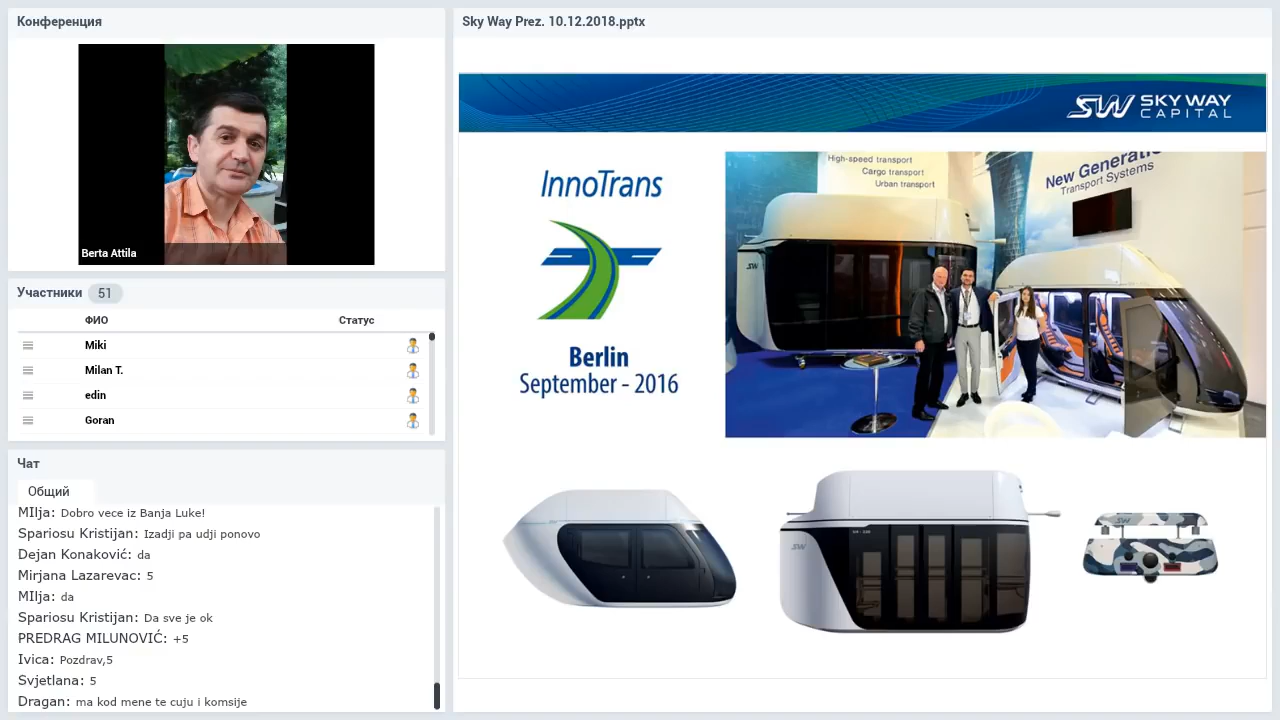 Конференция
Berta Attila
Участники 51
ФИО Статус
Miki
Milan T.
edin
Goran
Чат
Общий
MIlja: Dobro vece iz Banja Luke!
Spariosu Kristijan: Izadji pa udji ponovo
Dejan Konaković: da
Mirjana Lazarevac: 5
MIlja: da
Spariosu Kristijan: Da sve je ok
PREDRAG MILUNOVIĆ: +5
Ivica: Pozdrav,5
Svjetlana: 5
Dragan: ma kod mene te cuju i komsije
Sky Way Prez. 10.12.2018.pptx
SW SKY WAY
CAPITAL
InnoTrans
Berlin
September - 2016
High-speed transport
Cargo transport
Urban transport
New Generatio
Transport Systems
SW
SW
SW